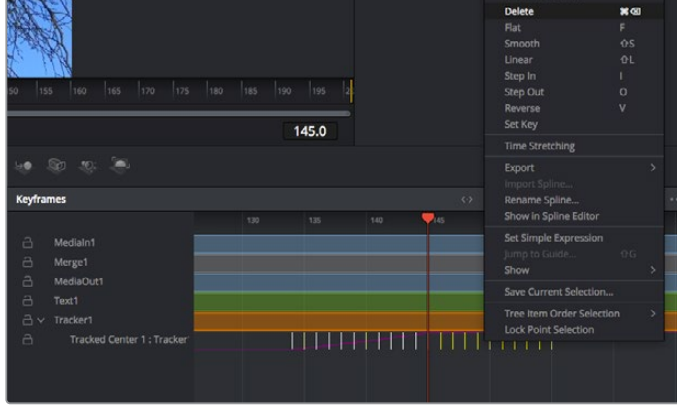 Delete ⌘⌫
Flat F
Smooth ⇧S
Linear ⇧L
Step In I
Step Out O
Reverse V
Set Key
Time Stretching
Export >
Import Spline...
Rename Spline...
Show in Spline Editor
Set Simple Expression
Jump to Guide... ⇧G
Show >
Save Current Selection...
Tree Item Order Selection >
Lock Point Selection
155 160 165 170 175 180 185 190 195
145.0
Keyframes
130 135 140 145
MediaIn1
Merge1
MediaOut1
Text1
Tracker1
Tracked Center 1 : Tracker